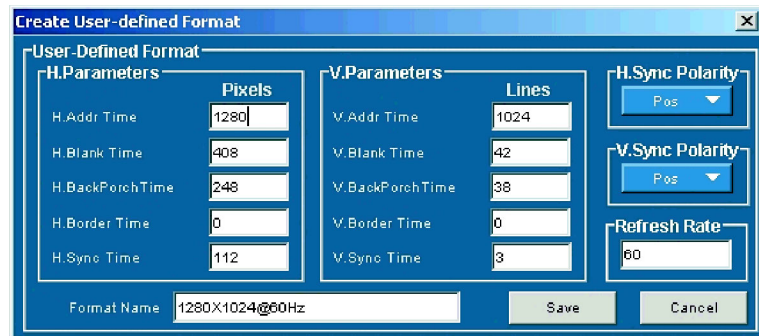 Create User-defined Format
User-Defined Format
H.Parameters
Pixels
H.Addr Time 1280
H.Blank Time 408
H.BackPorchTime 248
H.Border Time 0
H.Sync Time 112
V.Parameters
Lines
V.Addr Time 1024
V.Blank Time 42
V.BackPorchTime 38
V.Border Time 0
V.Sync Time 3
H.Sync Polarity
Pos
V.Sync Polarity
Pos
Refresh Rate
60
Format Name 1280X1024@60Hz
Save
Cancel